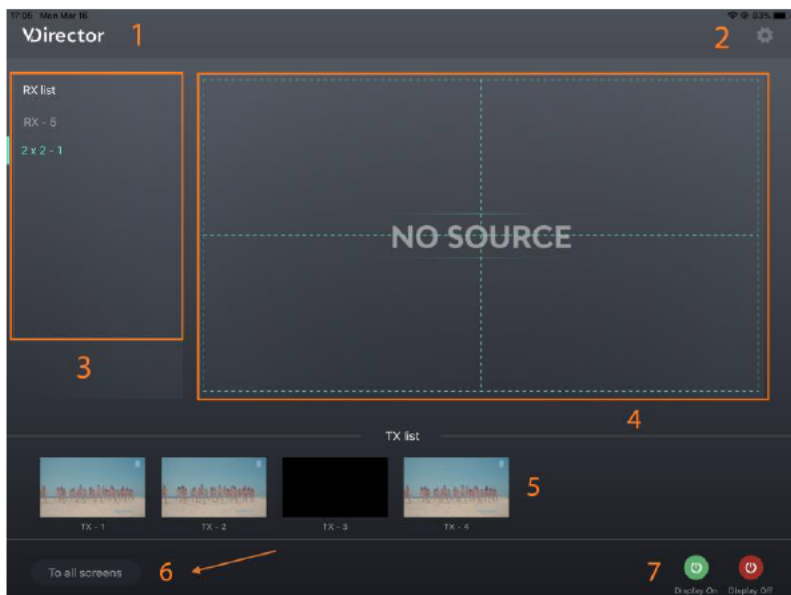 17:05 Mon Mar 16
83%
VDirector
1
2
RX list
RX - 5
2 x 2 - 1
NO SOURCE
3
4
TX list
5
TX - 1
TX - 2
TX - 3
TX - 4
To all screens
6
7
Display On
Display Off